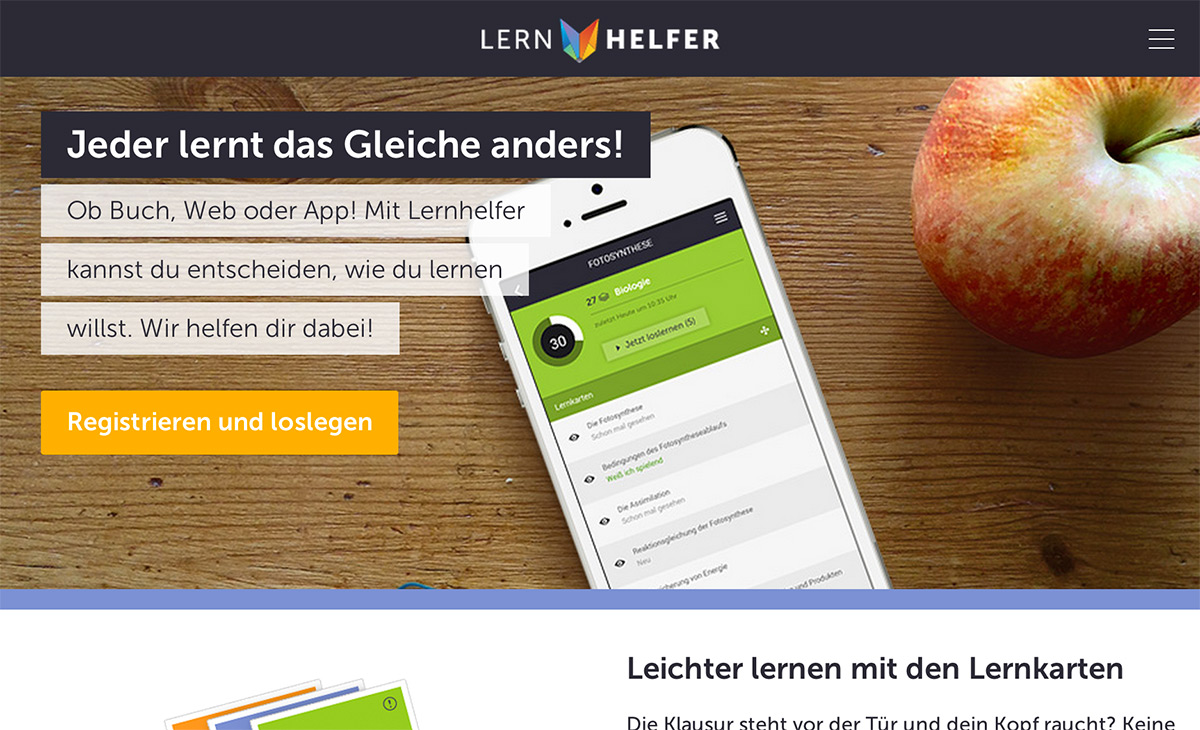 LERN HELFER
Jeder lernt das Gleiche anders!
Ob Buch, Web oder App! Mit Lernhelfer
kannst du entscheiden, wie du lernen
willst. Wir helfen dir dabei!
Registrieren und loslegen
FOTOSYNTHESE
27 Biologie
zuletzt Heute um 10:35 Uhr
30
Jetzt loslernen (5)
Lernkarten
Die Fotosynthese
Schon mal gesehen
Bedingungen des Fotosyntheseablaufs
Weiß ich spielend
Die Assimilation
Schon mal gesehen
Reaktionsgleichung der Fotosynthese
Neu
von Energie
und Produkten
Leichter lernen mit den Lernkarten
Die Klausur steht vor der Tür und dein Kopf raucht? Keine